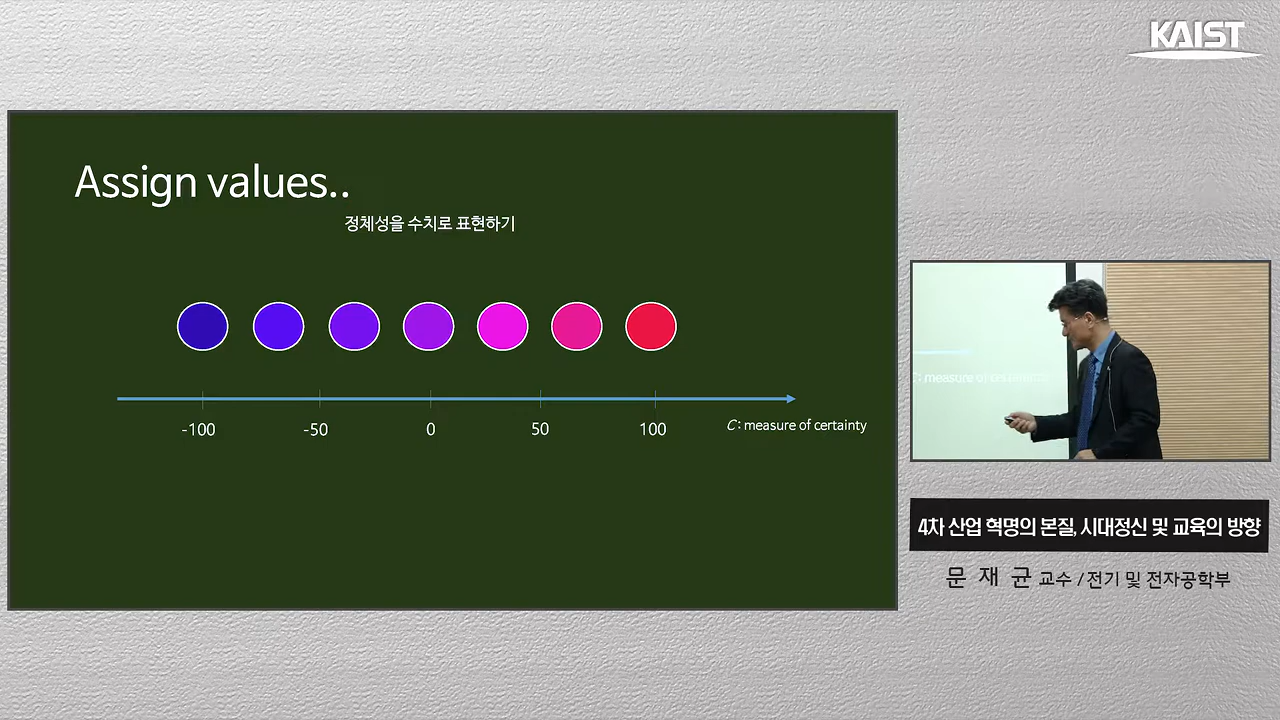 KAIST
Assign values..
정체성을 수치로 표현하기
-100 -50 0 50 100
C: measure of certainty
4차 산업 혁명의 본질, 시대정신 및 교육의 방향
문 재 균 교수 / 전기 및 전자공학부